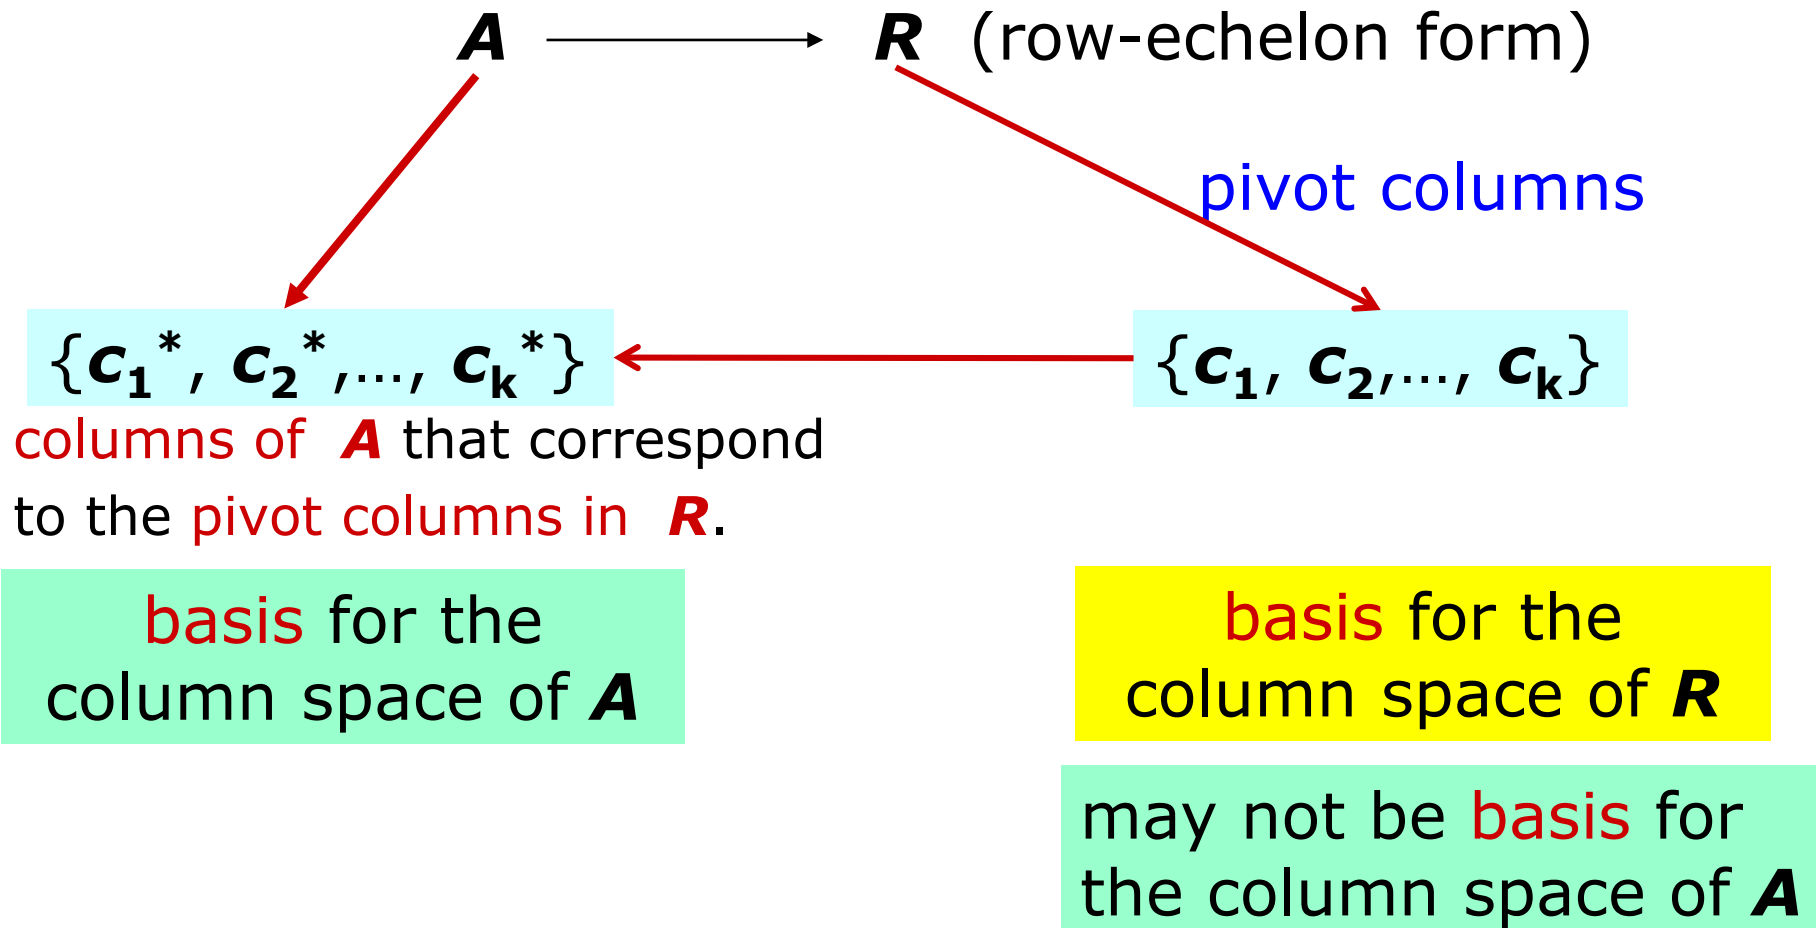 A R (row-echelon form)
pivot columns
{c₁*, c₂*,…, cₖ*} {c₁, c₂,…, cₖ}
columns of A that correspond
to the pivot columns in R.
basis for the
column space of A
basis for the
column space of R
may not be basis for
the column space of A